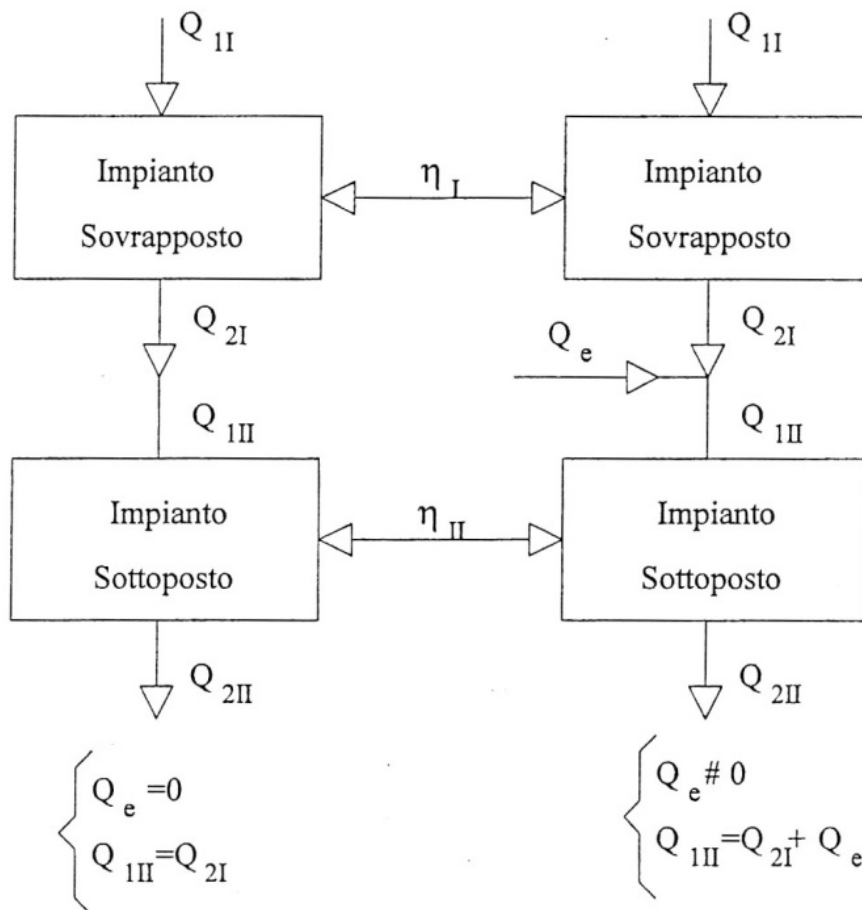 Q 1I
Q 1I
Impianto
Sovrapposto
η I
Impianto
Sovrapposto
Q 2I
Q e
Q 2I
Q 1II
Q 1II
Impianto
Sottoposto
η II
Impianto
Sottoposto
Q 2II
Q 2II
Q e =0
Q 1II=Q 2I
Q e # 0
Q 1II=Q 2I+ Q e